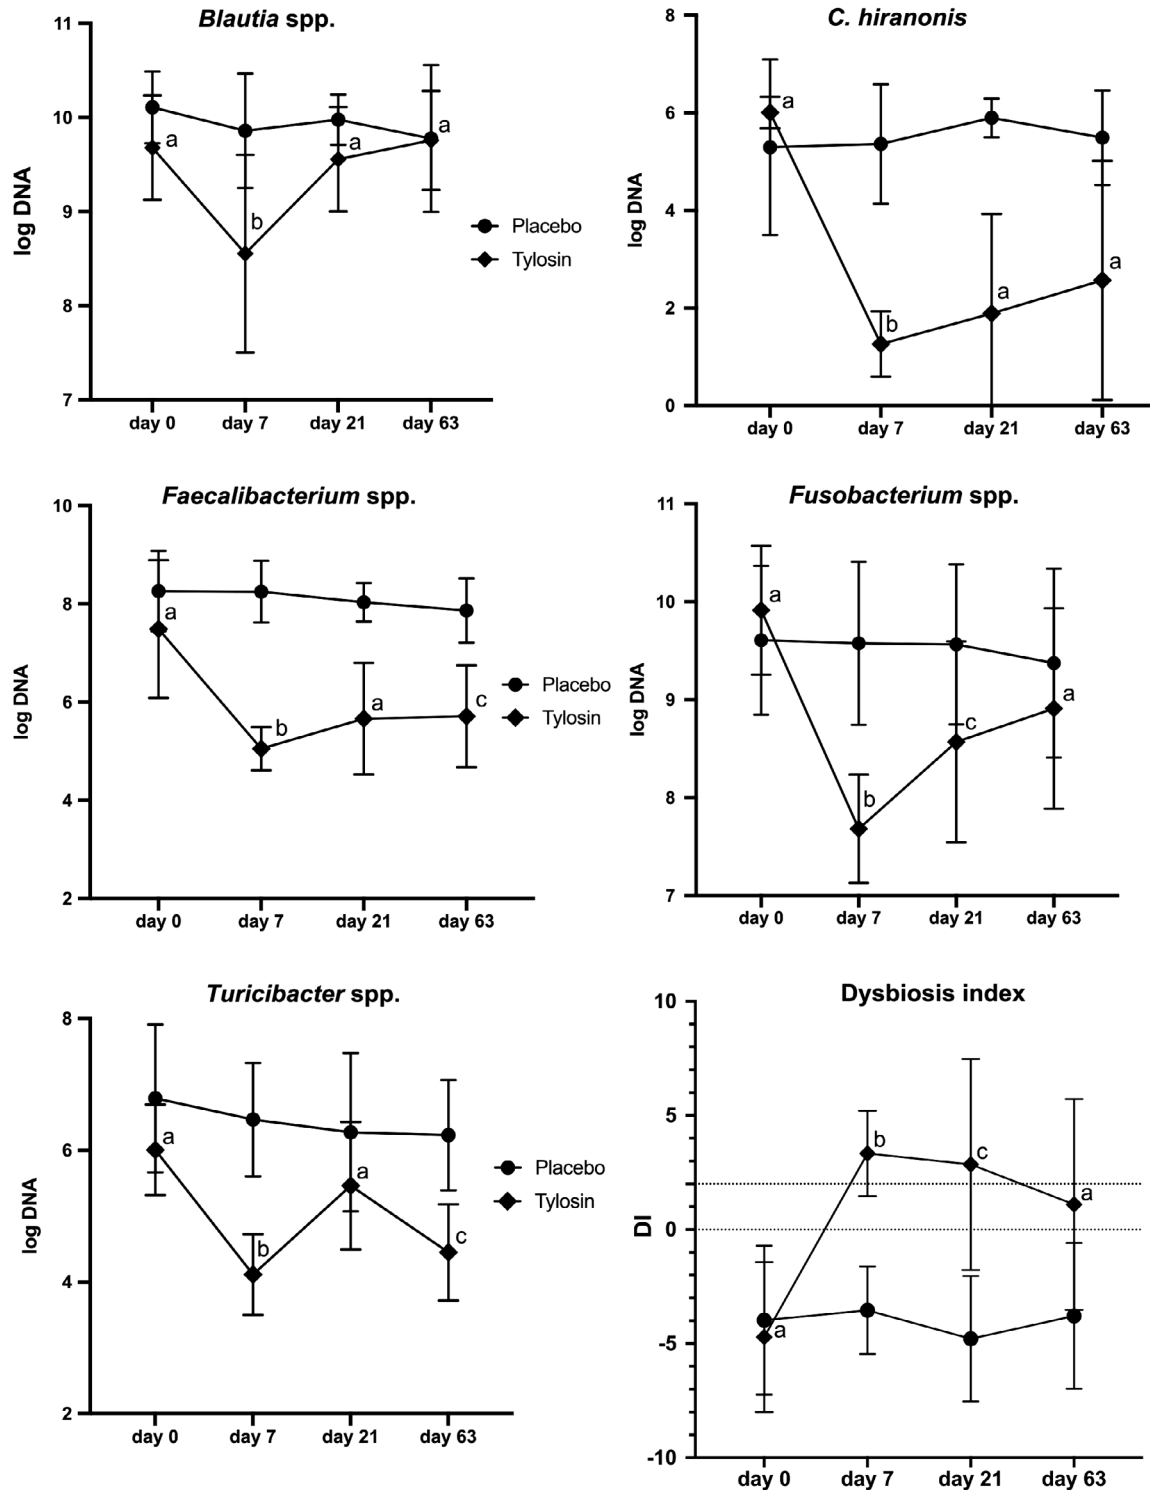 Blautia spp.
11
10
9
8
7
log DNA
a
b
a
a
day 0 day 7 day 21 day 63
Placebo
Tylosin
C. hiranonis
8
6
4
2
0
log DNA
a
b
a
a
day 0 day 7 day 21 day 63
Faecalibacterium spp.
10
8
6
4
2
log DNA
a
b
a
c
day 0 day 7 day 21 day 63
Placebo
Tylosin
Fusobacterium spp.
11
10
9
8
7
log DNA
a
b
c
a
day 0 day 7 day 21 day 63
Turicibacter spp.
8
6
4
2
log DNA
a
b
a
c
day 0 day 7 day 21 day 63
Placebo
Tylosin
Dysbiosis index
10
5
0
-5
-10
DI
a
b
c
a
day 0 day 7 day 21 day 63